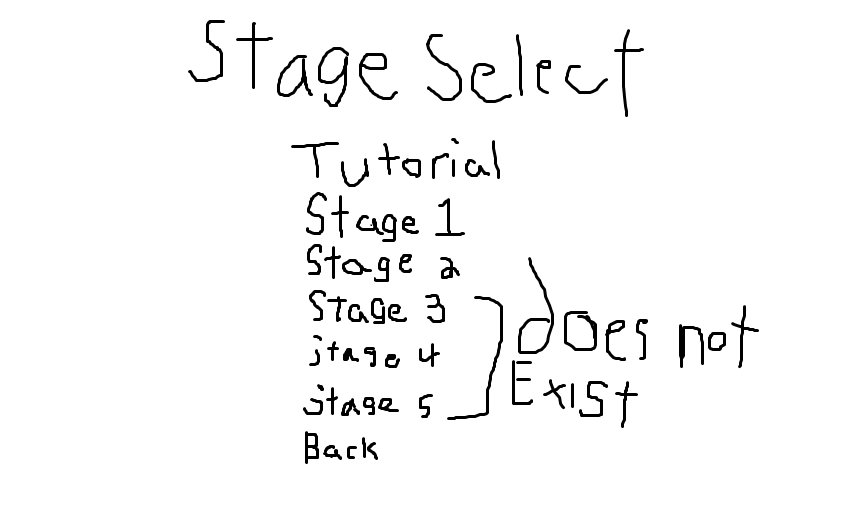 Stage Select
Tutorial
Stage 1
Stage 2
Stage 3
stage 4
stage 5
does not
Exist
Back